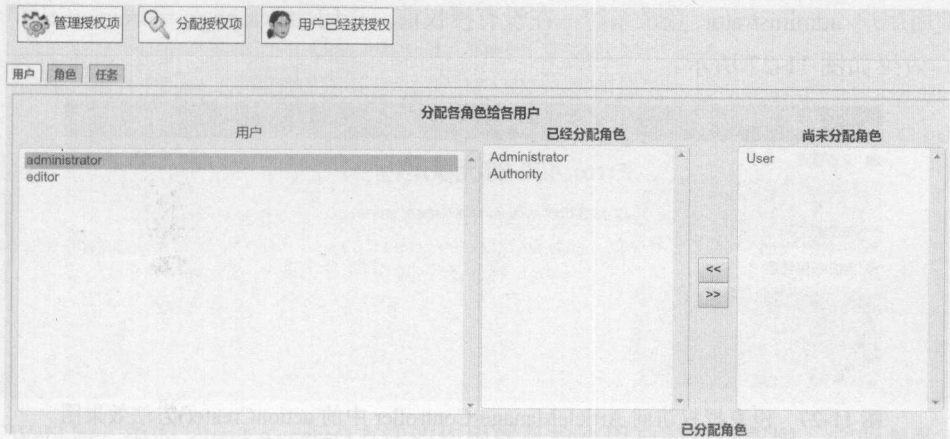 管理授权项
分配授权项
用户已经获授权
用户 角色 任务
分配各角色给各用户
用户
已经分配角色
尚未分配角色
administrator
editor
Administrator
Authority
User
<<
>>
已分配角色